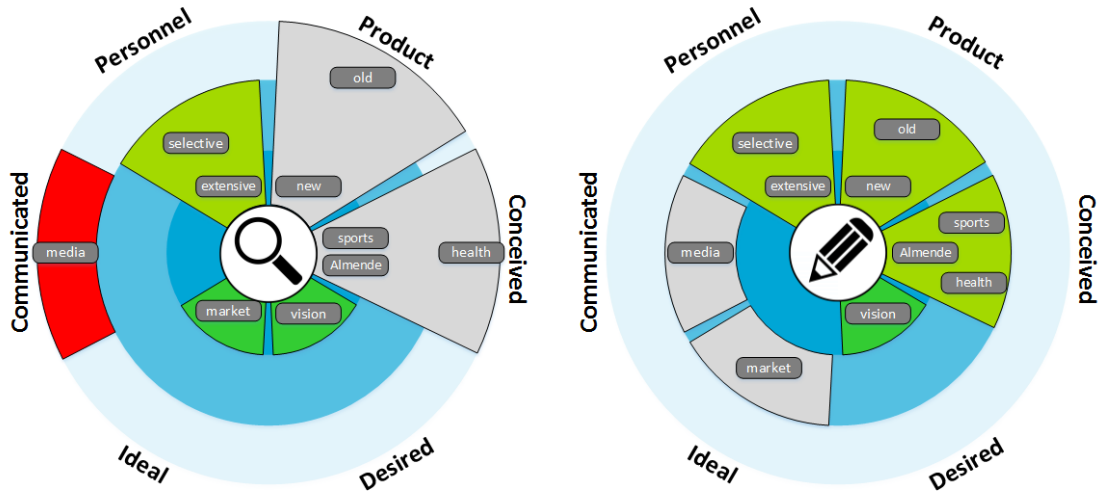 Personnel
Product
old
selective
extensive
new
Communicated
media
sports
Almende
health
Conceived
market
vision
Ideal
Desired
Personnel
Product
old
selective
extensive
new
Communicated
media
sports
Almende
health
Conceived
vision
market
Ideal
Desired